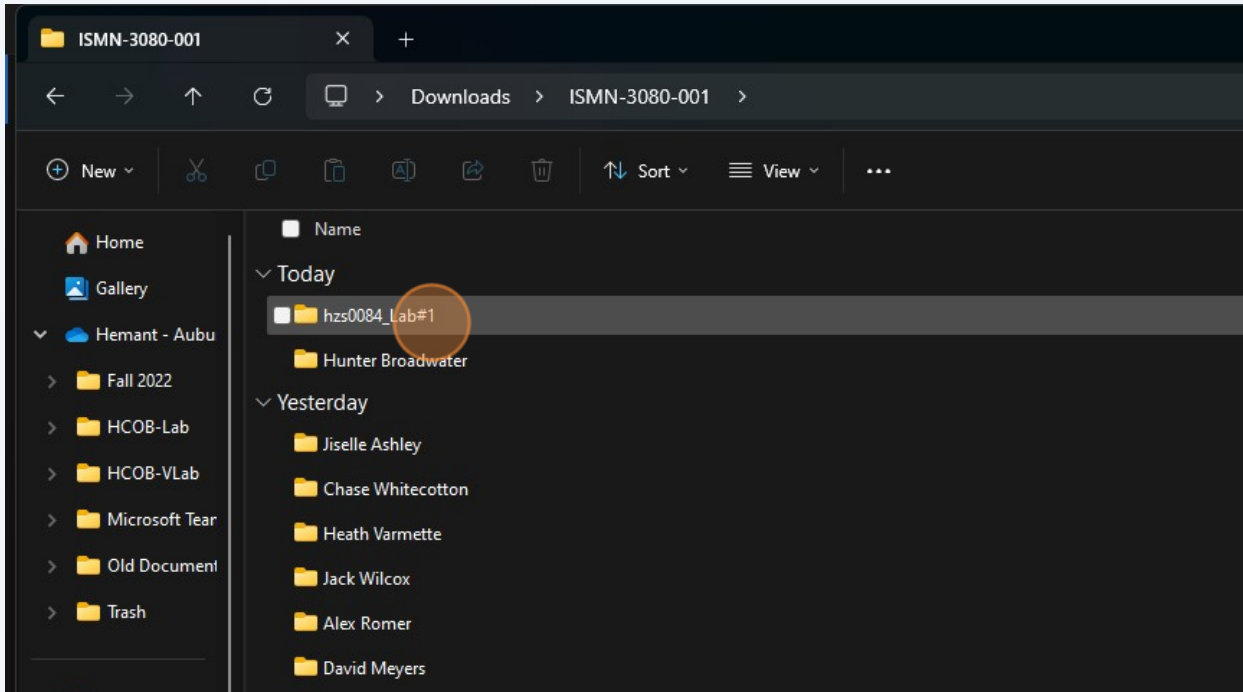 ISMN-3080-001
Downloads > ISMN-3080-001 >
New Sort View
Name
Home
Gallery
Hemant - Aubu
Fall 2022
HCOB-Lab
HCOB-VLab
Microsoft Tear
Old Document
Trash
Today
hzs0084_Lab#1
Hunter Broadwater
Yesterday
Jiselle Ashley
Chase Whitecotton
Heath Varmette
Jack Wilcox
Alex Romer
David Meyers